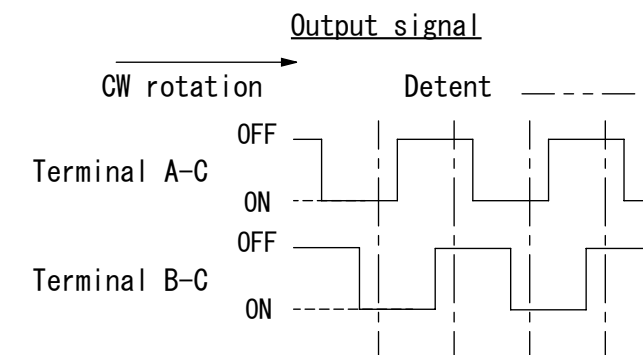 Output signal
CW rotation
Detent
OFF
Terminal A-C
ON
OFF
Terminal B-C
ON